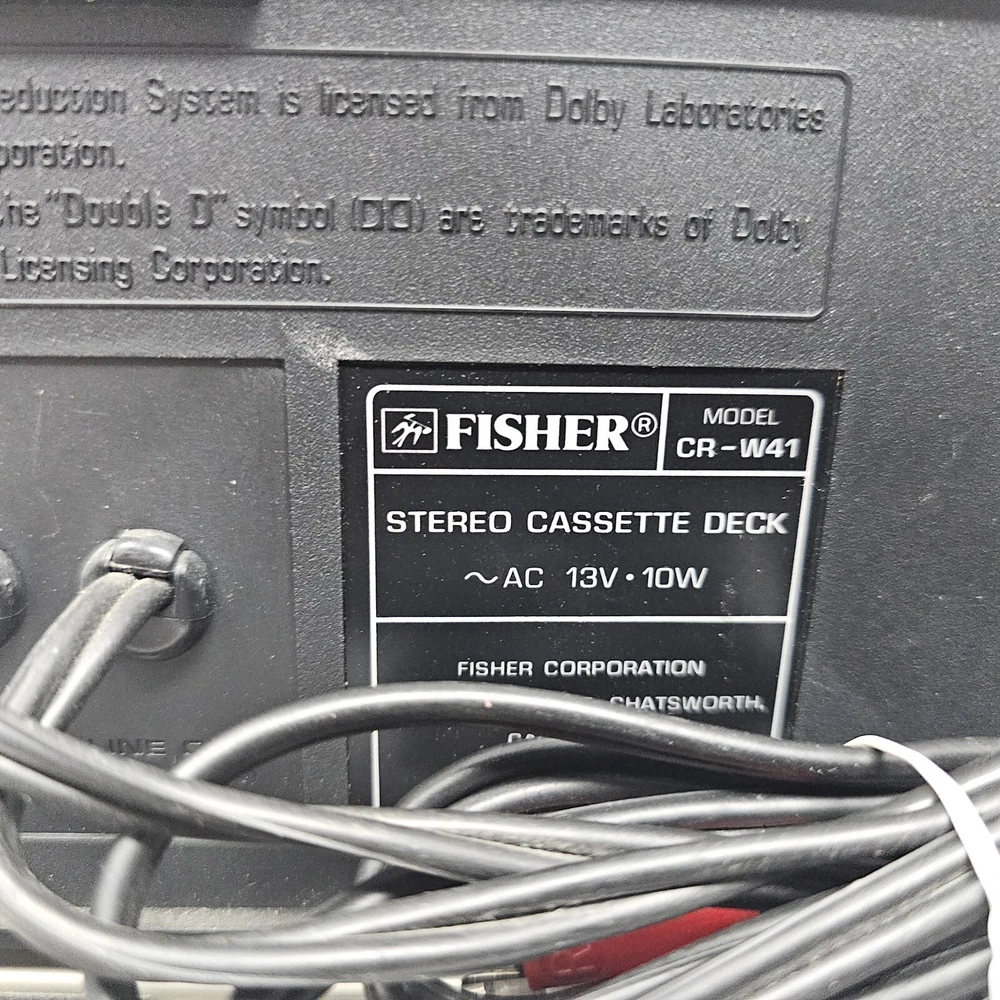 eduction System is licensed from Dolby Laboratories
poration.
he "Double D" symbol (DD) are trademarks of Dolby
Licensing Corporation.
FISHER®
MODEL
CR-W41
STEREO CASSETTE DECK
~AC 13V·10W
FISHER CORPORATION
CHATSWORTH,
LINE